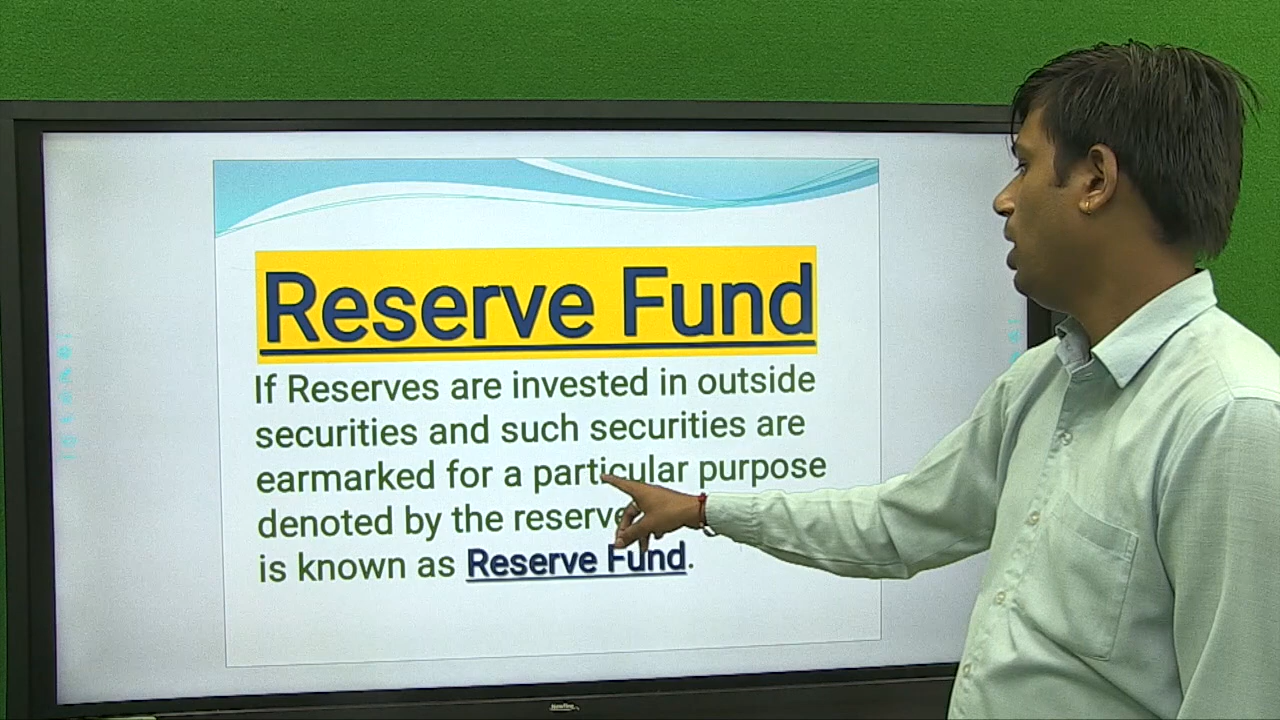 Reserve Fund
If Reserves are invested in outside
securities and such securities are
earmarked for a particular purpose
denoted by the reserve
is known as Reserve Fund.